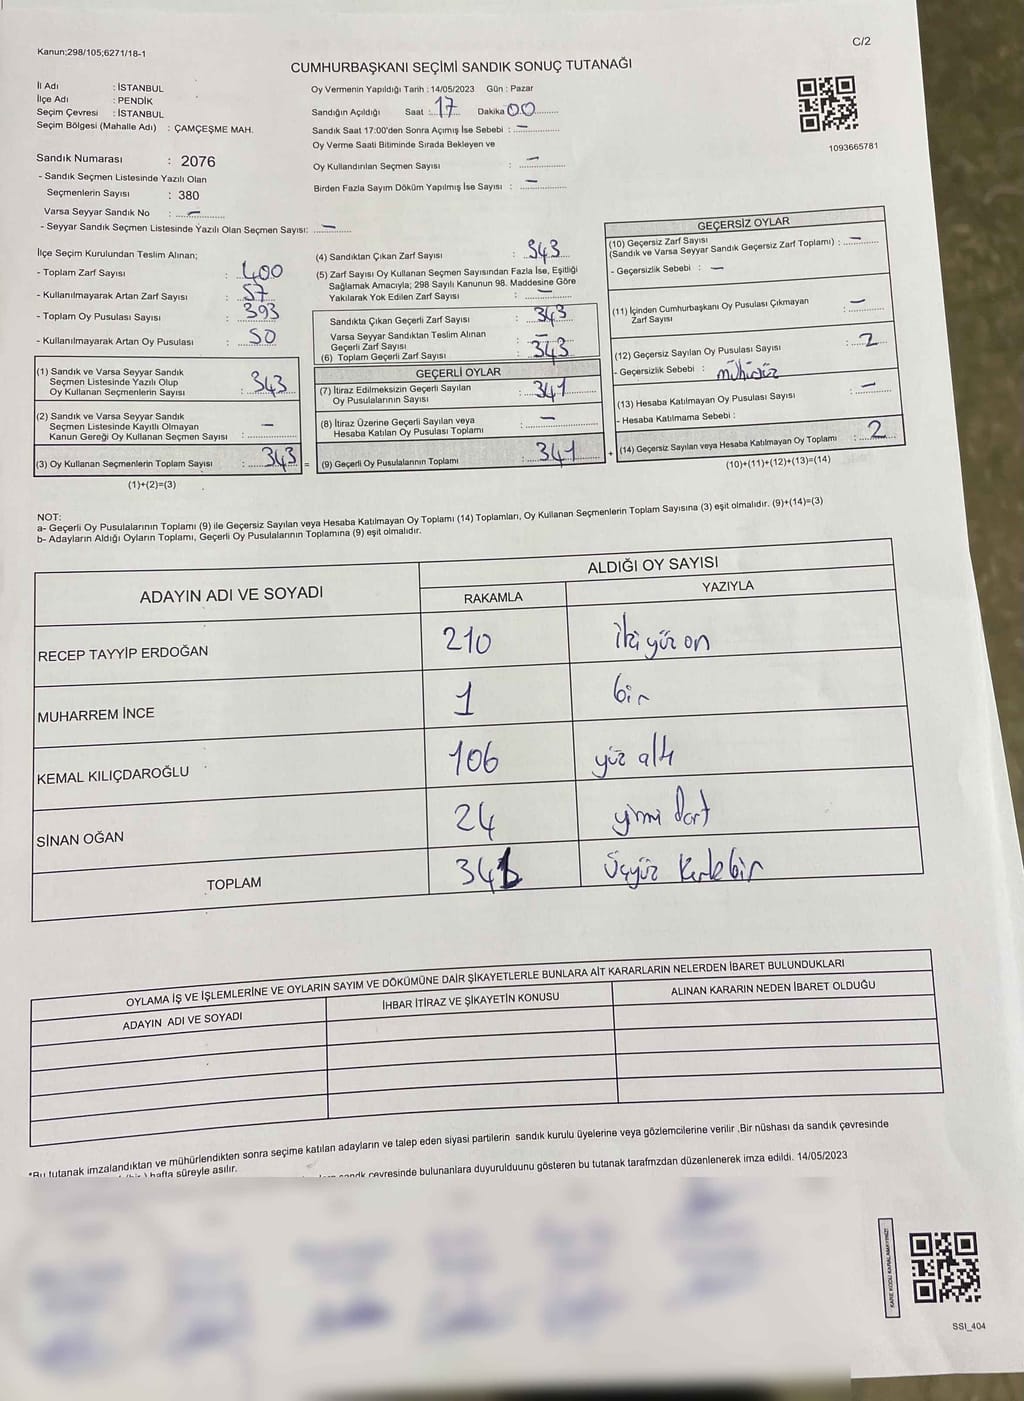 Kanun;298/105;6271/18-1
C/2
CUMHURBAŞKANI SEÇİMİ SANDIK SONUÇ TUTANAĞI
İl Adı : İSTANBUL
İlçe Adı : PENDİK
Seçim Çevresi : İSTANBUL
Seçim Bölgesi (Mahalle Adı) : ÇAMÇEŞME MAH.
Sandık Numarası : 2076
- Sandık Seçmen Listesinde Yazılı Olan
Seçmenlerin Sayısı : 380
Varsa Seyyar Sandık No : —
- Seyyar Sandık Seçmen Listesinde Yazılı Olan Seçmen Sayısı: —
Oy Vermenin Yapıldığı Tarih : 14/05/2023 Gün : Pazar
Sandığın Açıldığı Saat : 17 Dakika 00
Sandık Saat 17:00'den Sonra Açımış İse Sebebi : —
Oy Verme Saati Bitiminde Sırada Bekleyen ve
Oy Kullandırılan Seçmen Sayısı : —
Birden Fazla Sayım Döküm Yapılmış İse Sayısı : —
1093665781
İlçe Seçim Kurulundan Teslim Alınan;
- Toplam Zarf Sayısı : 400
- Kullanılmayarak Artan Zarf Sayısı : 57
- Toplam Oy Pusulası Sayısı : 393
- Kullanılmayarak Artan Oy Pusulası : 50
(1) Sandık ve Varsa Seyyar Sandık
Seçmen Listesinde Yazılı Olup
Oy Kullanan Seçmenlerin Sayısı : 343
(2) Sandık ve Varsa Seyyar Sandık
Seçmen Listesinde Kayıtlı Olmayan
Kanun Gereği Oy Kullanan Seçmen Sayısı : —
(3) Oy Kullanan Seçmenlerin Toplam Sayısı : 343 =
(1)+(2)=(3)
(4) Sandıktan Çıkan Zarf Sayısı : 343
(5) Zarf Sayısı Oy Kullanan Seçmen Sayısından Fazla İse, Eşitliği
Sağlamak Amacıyla; 298 Sayılı Kanunun 98. Maddesine Göre
Yakılarak Yok Edilen Zarf Sayısı : —
Sandıkta Çıkan Geçerli Zarf Sayısı : 343
Varsa Seyyar Sandıktan Teslim Alınan
Geçerli Zarf Sayısı : —
(6) Toplam Geçerli Zarf Sayısı : 343
GEÇERLİ OYLAR
(7) İtiraz Edilmeksizin Geçerli Sayılan
Oy Pusulalarının Sayısı : 341
(8) İtiraz Üzerine Geçerli Sayılan veya
Hesaba Katılan Oy Pusulası Toplamı : —
(9) Geçerli Oy Pusulalarının Toplamı : 341 +
GEÇERSİZ OYLAR
(10) Geçersiz Zarf Sayısı
(Sandık ve Varsa Seyyar Sandık Geçersiz Zarf Toplamı) : —
- Geçersizlik Sebebi : —
(11) İçinden Cumhurbaşkanı Oy Pusulası Çıkmayan
Zarf Sayısı : —
(12) Geçersiz Sayılan Oy Pusulası Sayısı : 2
- Geçersizlik Sebebi : mühürsüz
(13) Hesaba Katılmayan Oy Pusulası Sayısı : —
- Hesaba Katılmama Sebebi :
(14) Geçersiz Sayılan veya Hesaba Katılmayan Oy Toplamı : 2
(10)+(11)+(12)+(13)=(14)
NOT:
a- Geçerli Oy Pusulalarının Toplamı (9) ile Geçersiz Sayılan veya Hesaba Katılmayan Oy Toplamı (14) Toplamları, Oy Kullanan Seçmenlerin Toplam Sayısına (3) eşit olmalıdır. (9)+(14)=(3)
b- Adayların Aldığı Oyların Toplamı, Geçerli Oy Pusulalarının Toplamına (9) eşit olmalıdır.
ADAYIN ADI VE SOYADI ALDIĞI OY SAYISI
RAKAMLA YAZIYLA
RECEP TAYYİP ERDOĞAN 210 iki yüz on
MUHARREM İNCE 1 bir
KEMAL KILIÇDAROĞLU 106 yüz altı
SİNAN OĞAN 24 yirmi dört
TOPLAM 341 üçyüz kırk bir
OYLAMA İŞ VE İŞLEMLERİNE VE OYLARIN SAYIM VE DÖKÜMÜNE DAİR ŞİKAYETLERLE BUNLARA AİT KARARLARIN NELERDEN İBARET BULUNDUKLARI
ADAYIN ADI VE SOYADI İHBAR İTİRAZ VE ŞİKAYETİN KONUSU ALINAN KARARIN NEDEN İBARET OLDUĞU
*Bu tutanak imzalandıktan ve mühürlendikten sonra seçime katılan adayların ve talep eden siyasi partilerin sandık kurulu üyelerine veya gözlemcilerine verilir .Bir nüshası da sandık çevresinde
hafta süreyle asılır.
sandık çevresinde bulunanlara duyurulduunu gösteren bu tutanak tarafmzdan düzenlenerek imza edildi. 14/05/2023
KARE KODU KARALAMAYINIZ!
SSI_404